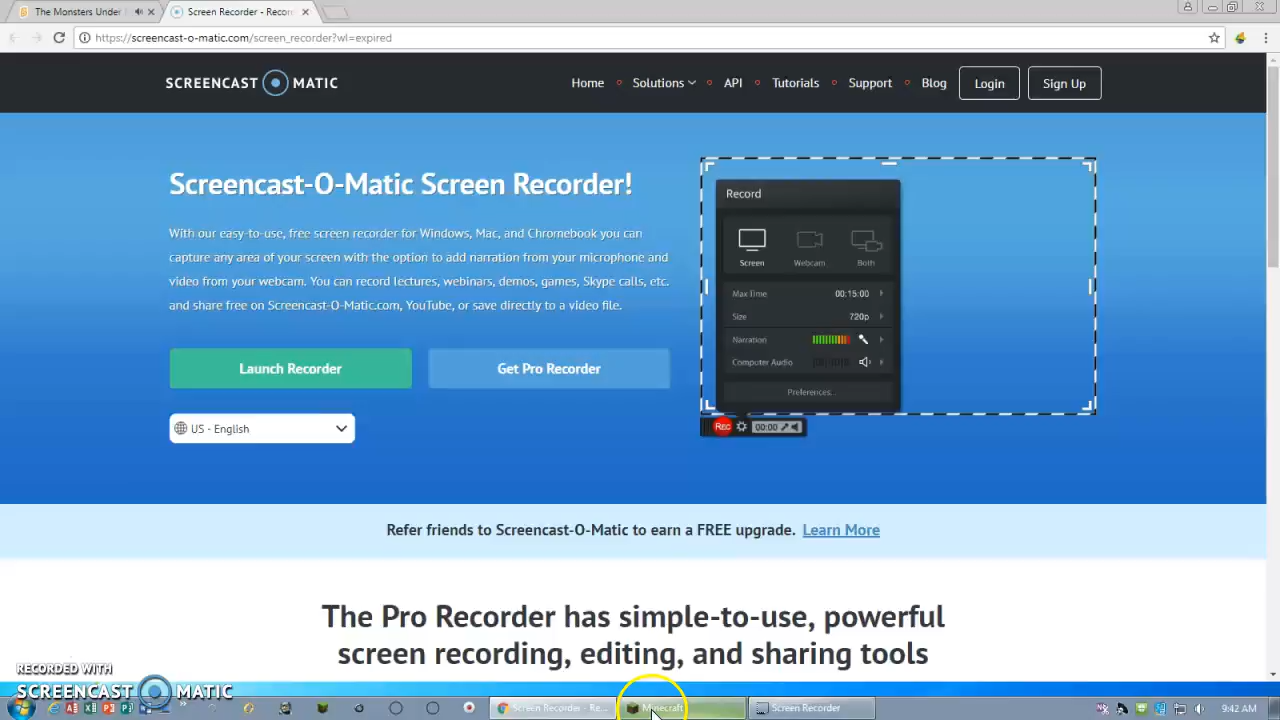 The Monsters Under
Screen Recorder - Recor
https://screencast-o-matic.com/screen_recorder?wl=expired
SCREENCAST MATIC
Home
Solutions
API
Tutorials
Support
Blog
Login
Sign Up
Screencast-O-Matic Screen Recorder!
With our easy-to-use, free screen recorder for Windows, Mac, and Chromebook you can
capture any area of your screen with the option to add narration from your microphone and
video from your webcam. You can record lectures, webinars, demos, games, Skype calls, etc.
and share free on Screencast-O-Matic.com, YouTube, or save directly to a video file.
Launch Recorder
Get Pro Recorder
US - English
Record
Screen
Webcam
Both
Max Time 00:15:00
Size 720p
Narration
Computer Audio
Preferences...
REC
00:00
Refer friends to Screencast-O-Matic to earn a FREE upgrade. Learn More
The Pro Recorder has simple-to-use, powerful
screen recording, editing, and sharing tools
RECORDED WITH
SCREENCAST MATIC
Screen Recorder - Re...
Minecraft
Screen Recorder
9:42 AM